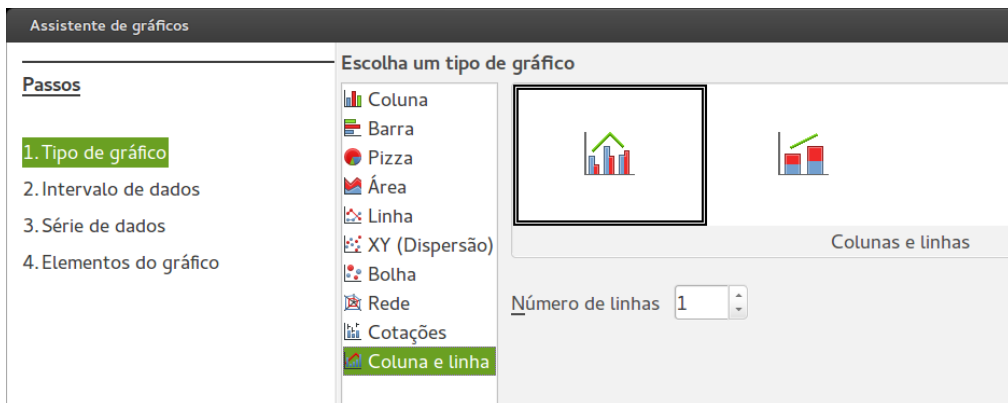 Assistente de gráficos
Passos
1. Tipo de gráfico
2. Intervalo de dados
3. Série de dados
4. Elementos do gráfico
Escolha um tipo de gráfico
Coluna
Barra
Pizza
Área
Linha
XY (Dispersão)
Bolha
Rede
Cotações
Coluna e linha
Colunas e linhas
Número de linhas 1